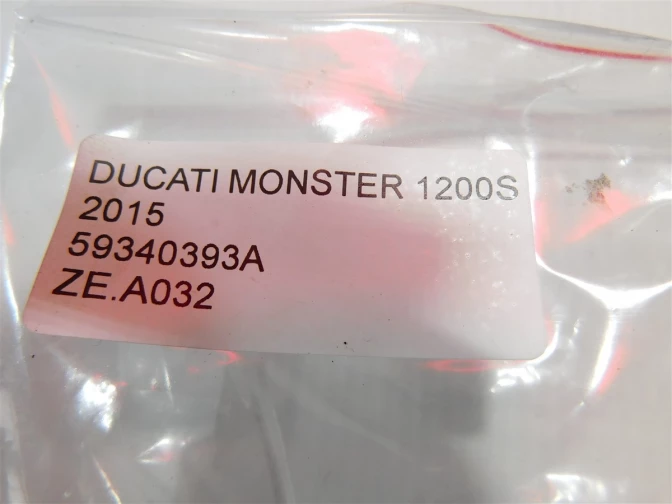 DUCATI MONSTER 1200S
2015
59340393A
ZE.A032